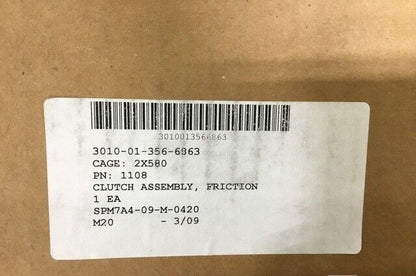 3010013566863
3010-01-356-6863
CAGE: 2X580
PN: 1108
CLUTCH ASSEMBLY, FRICTION
1 EA
SPM7A4-09-M-0420
M20 - 3/09